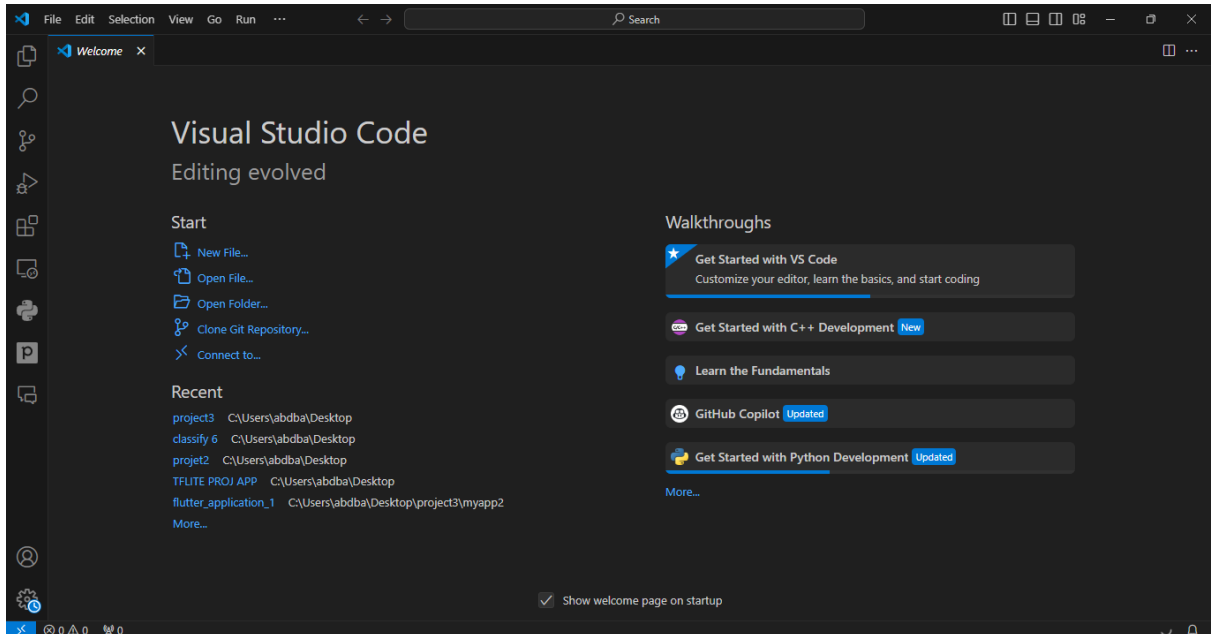 File Edit Selection View Go Run ···
Search
Welcome
Visual Studio Code
Editing evolved
Start
New File...
Open File...
Open Folder...
Clone Git Repository...
Connect to...
Recent
project3 C:\Users\abdba\Desktop
classify 6 C:\Users\abdba\Desktop
projet2 C:\Users\abdba\Desktop
TFLITE PROJ APP C:\Users\abdba\Desktop
flutter_application_1 C:\Users\abdba\Desktop\project3\myapp2
More...
Walkthroughs
Get Started with VS Code
Customize your editor, learn the basics, and start coding
C/C++ Get Started with C++ Development New
Learn the Fundamentals
GitHub Copilot Updated
Get Started with Python Development Updated
More...
Show welcome page on startup
0 0 0